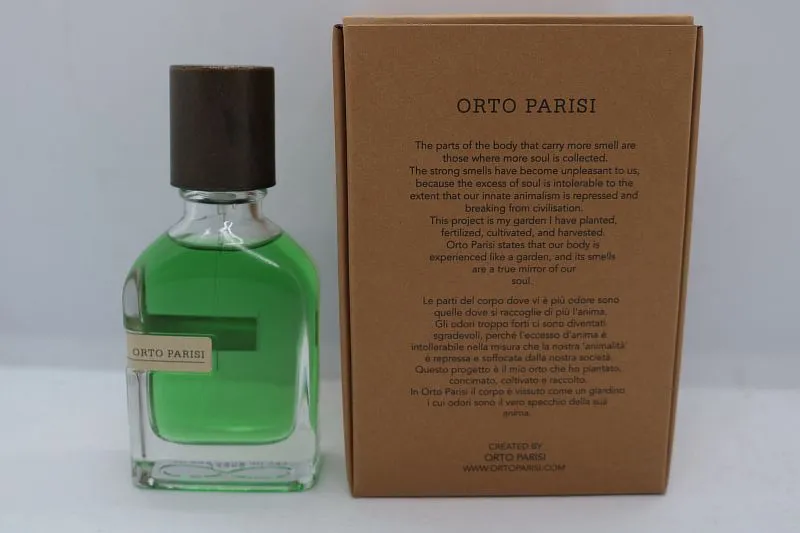 ORTO PARISI
ORTO PARISI
The parts of the body that carry more smell are
those where more soul is collected.
The strong smells have become unpleasant to us,
because the excess of soul is intolerable to the
extent that our innate animalism is repressed and
breaking from civilisation.
This project is my garden I have planted,
fertilized, cultivated, and harvested.
Orto Parisi states that our body is
experienced like a garden, and its smells
are a true mirror of our
soul.
Le parti del corpo dove vi è più odore sono
quelle dove si raccoglie di più l'anima.
Gli odori troppo forti ci sono diventati
sgradevoli, perché l'eccesso d'anima è
intollerabile nella misura che la nostra 'animalità'
è repressa e soffocata dalla nostra società.
Questo progetto è il mio orto che ho piantato,
concimato, coltivato e raccolto.
In Orto Parisi il corpo è vissuto come un giardino
i cui odori sono il vero specchio della sua
anima.
CREATED BY
ORTO PARISI
WWW.ORTOPARISI.COM